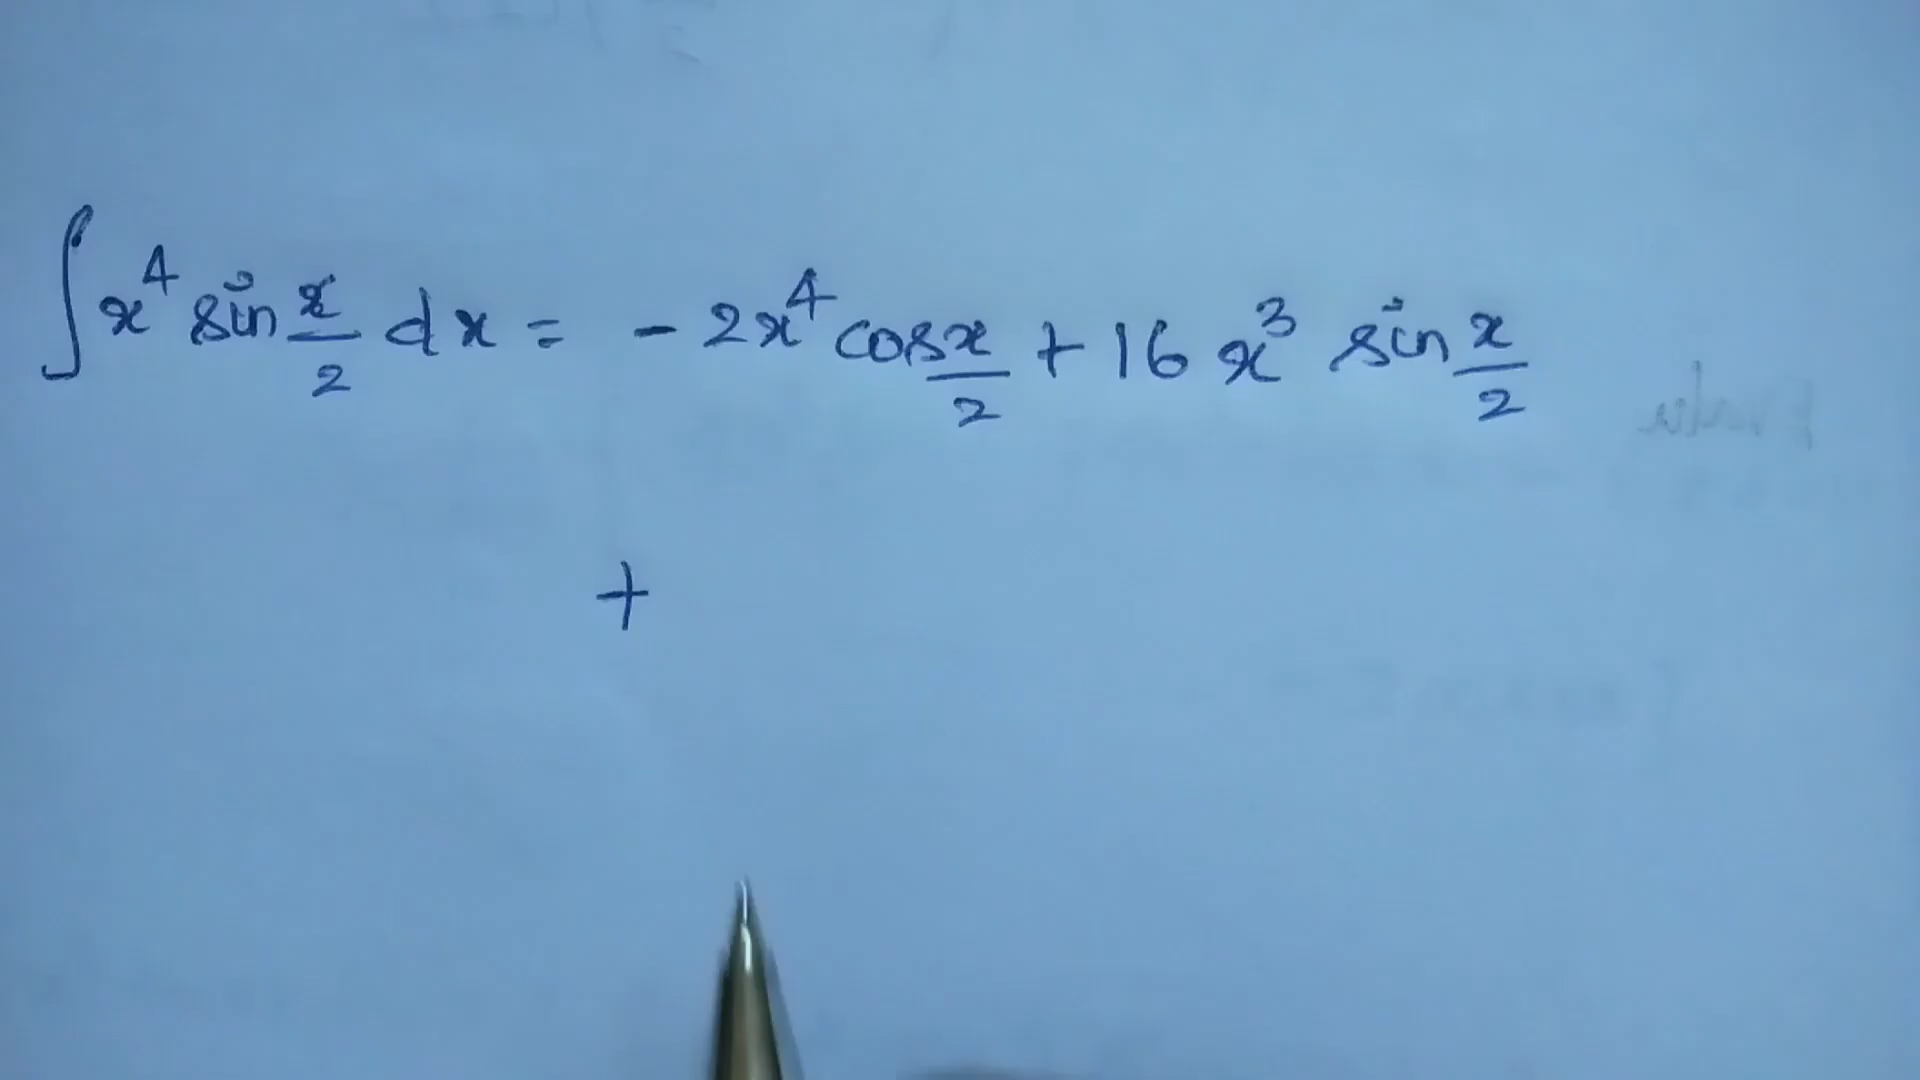 ∫x⁴ sin x/2 dx = - 2x⁴ cos x/2 + 16 x³ sin x/2
+